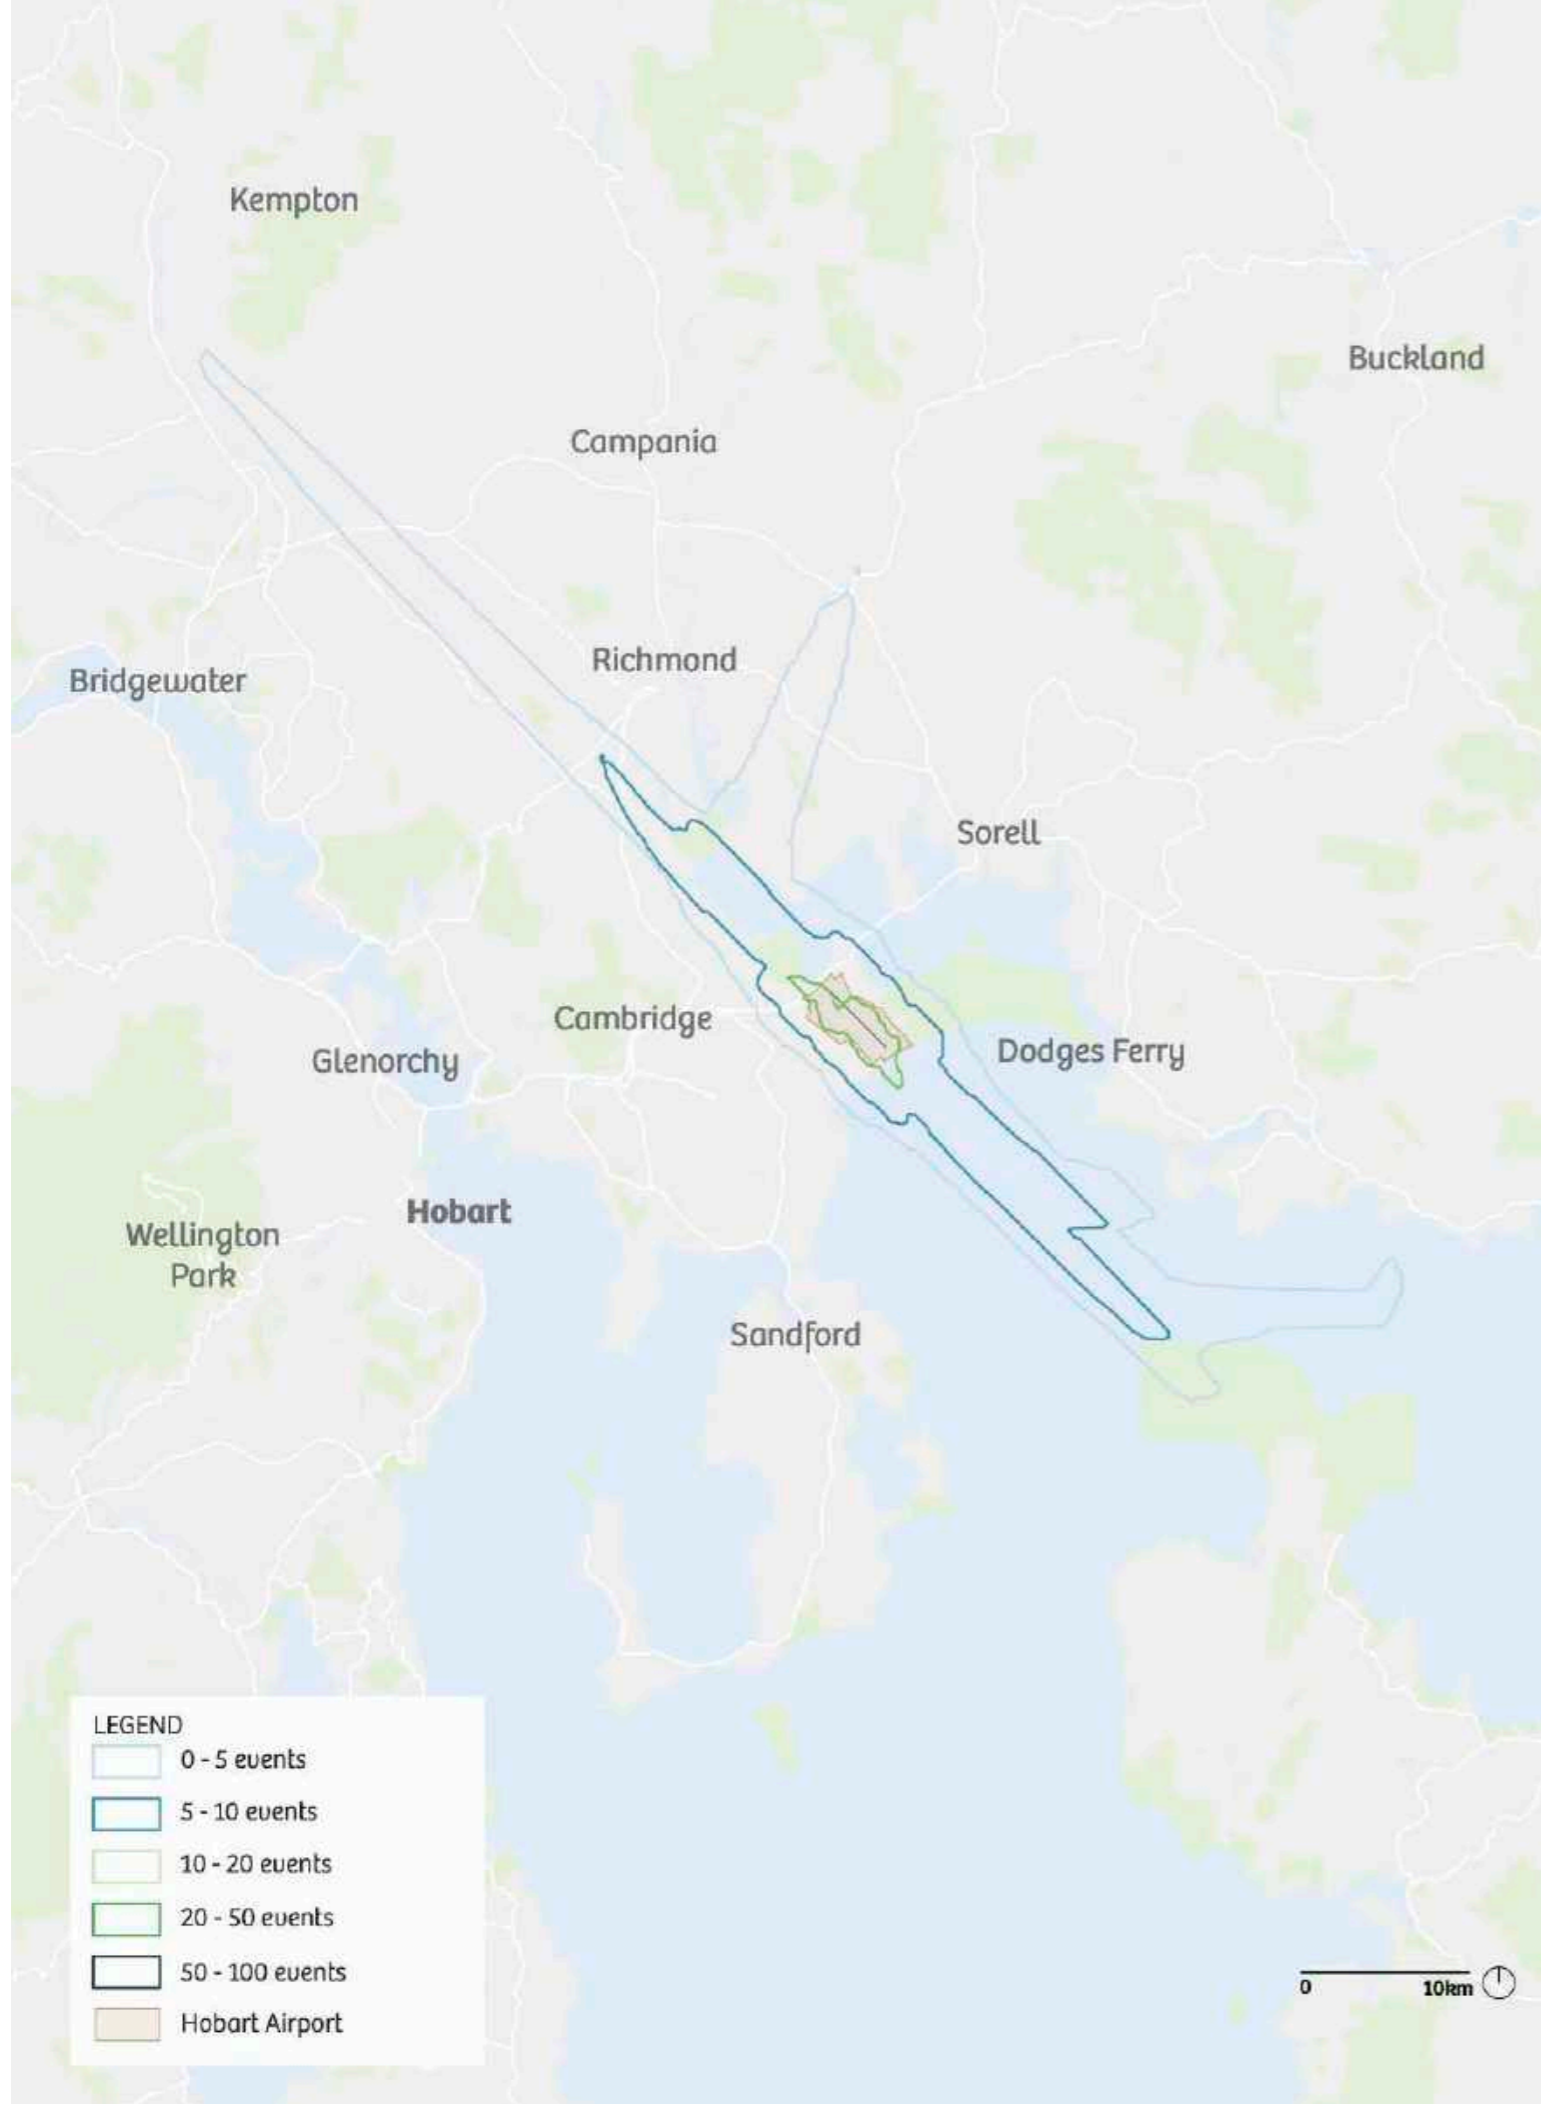 Kempton
Buckland
Campania
Richmond
Bridgewater
Sorell
Cambridge
Dodges Ferry
Glenorchy
Hobart
Wellington
Park
Sandford
LEGEND
0 - 5 events
5 - 10 events
10 - 20 events
20 - 50 events
50 - 100 events
Hobart Airport
0 10km